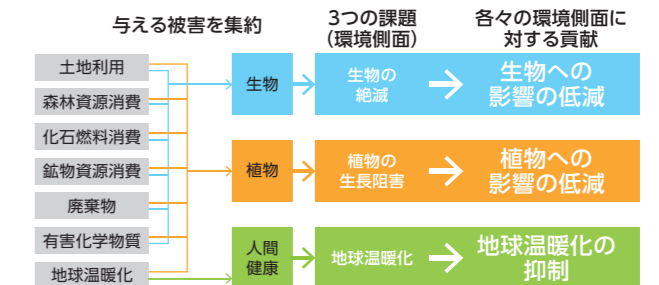 与える被害を集約
3つの課題
(環境側面)
各々の環境側面に
対する貢献
土地利用
森林資源消費
化石燃料消費
鉱物資源消費
廃棄物
有害化学物質
地球温暖化
生物
生物の
絶滅
生物への
影響の低減
植物
植物の
生長阻害
植物への
影響の低減
人間
健康
地球温暖化
地球温暖化の
抑制